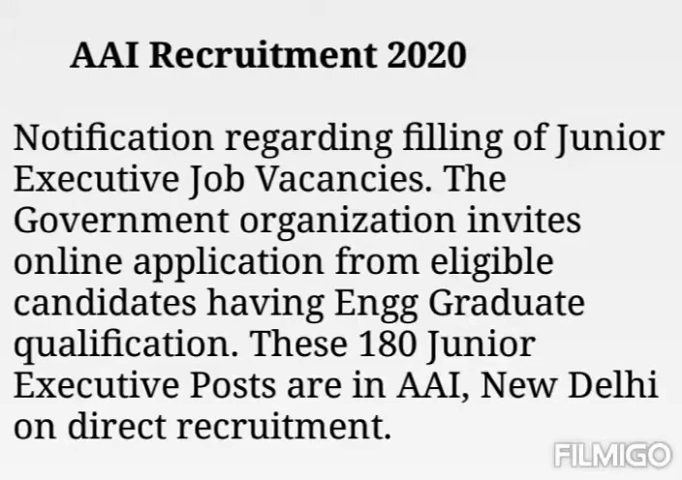 AAI Recruitment 2020
Notification regarding filling of Junior
Executive Job Vacancies. The
Government organization invites
online application from eligible
candidates having Engg Graduate
qualification. These 180 Junior
Executive Posts are in AAI, New Delhi
on direct recruitment.
FILMIGO